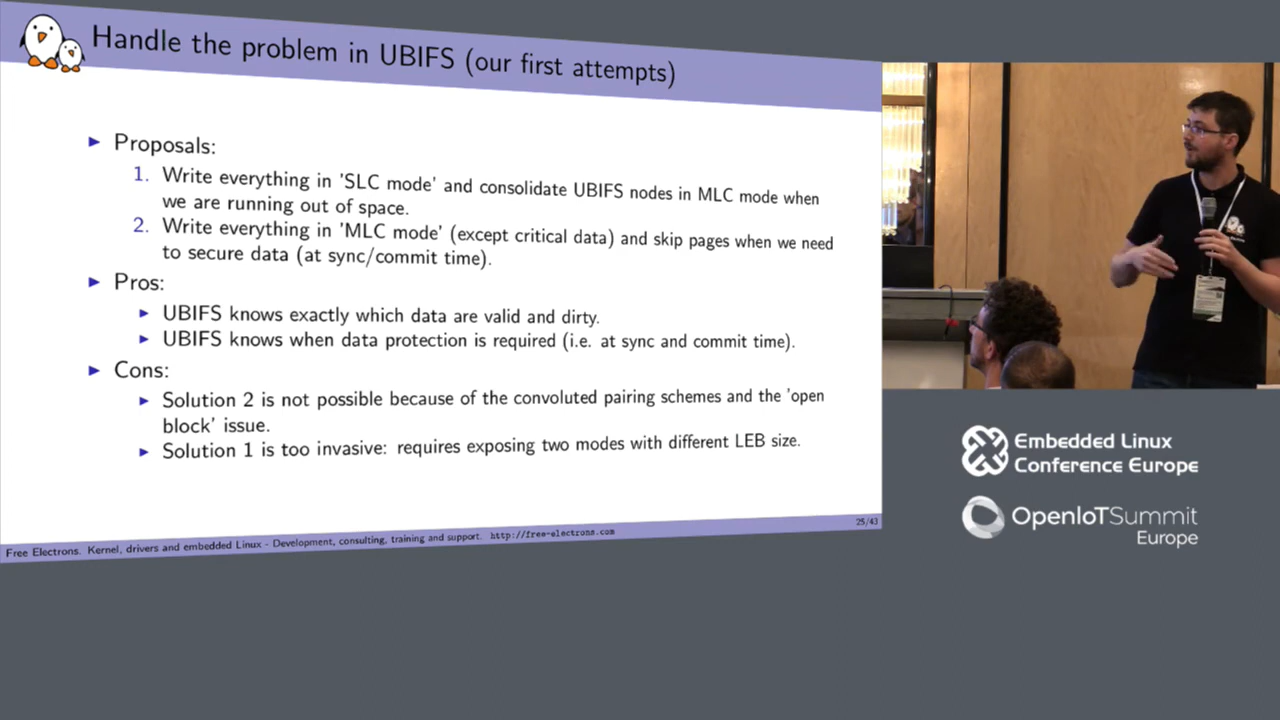 Handle the problem in UBIFS (our first attempts)
Proposals:
1. Write everything in 'SLC mode' and consolidate UBIFS nodes in MLC mode when
we are running out of space.
2. Write everything in 'MLC mode' (except critical data) and skip pages when we need
to secure data (at sync/commit time).
Pros:
UBIFS knows exactly which data are valid and dirty.
UBIFS knows when data protection is required (i.e. at sync and commit time).
Cons:
Solution 2 is not possible because of the convoluted pairing schemes and the 'open
block' issue.
Solution 1 is too invasive: requires exposing two modes with different LEB size.
25/43
Free Electrons. Kernel, drivers and embedded Linux - Development, consulting, training and support. http://free-electrons.com
Embedded Linux
Conference Europe
OpenIoTSummit
Europe